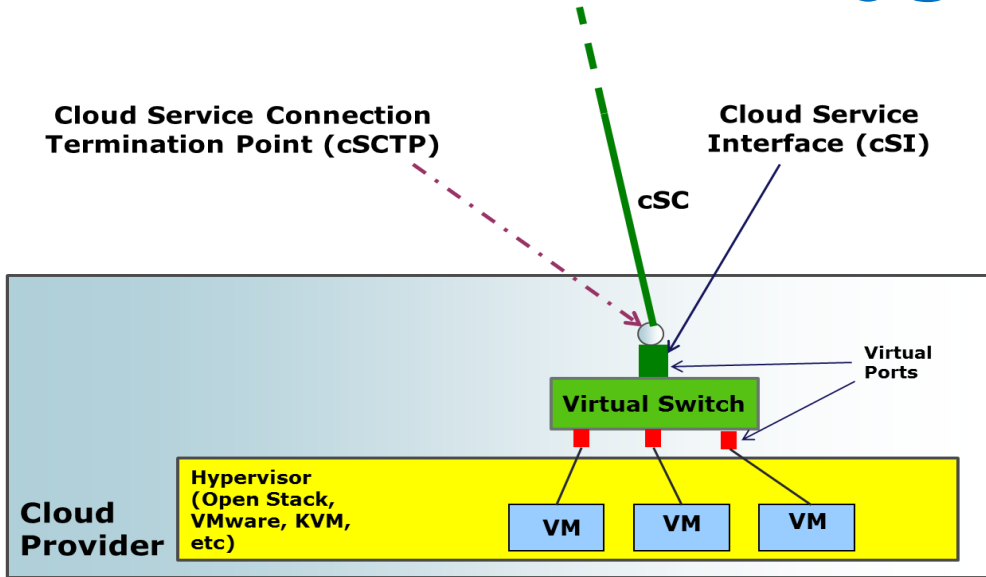 Cloud Service Connection
Termination Point (cSCTP)
Cloud Service
Interface (cSI)
cSC
Virtual
Ports
Virtual Switch
Hypervisor
(Open Stack,
VMware, KVM,
etc)
Cloud
Provider
VM
VM
VM